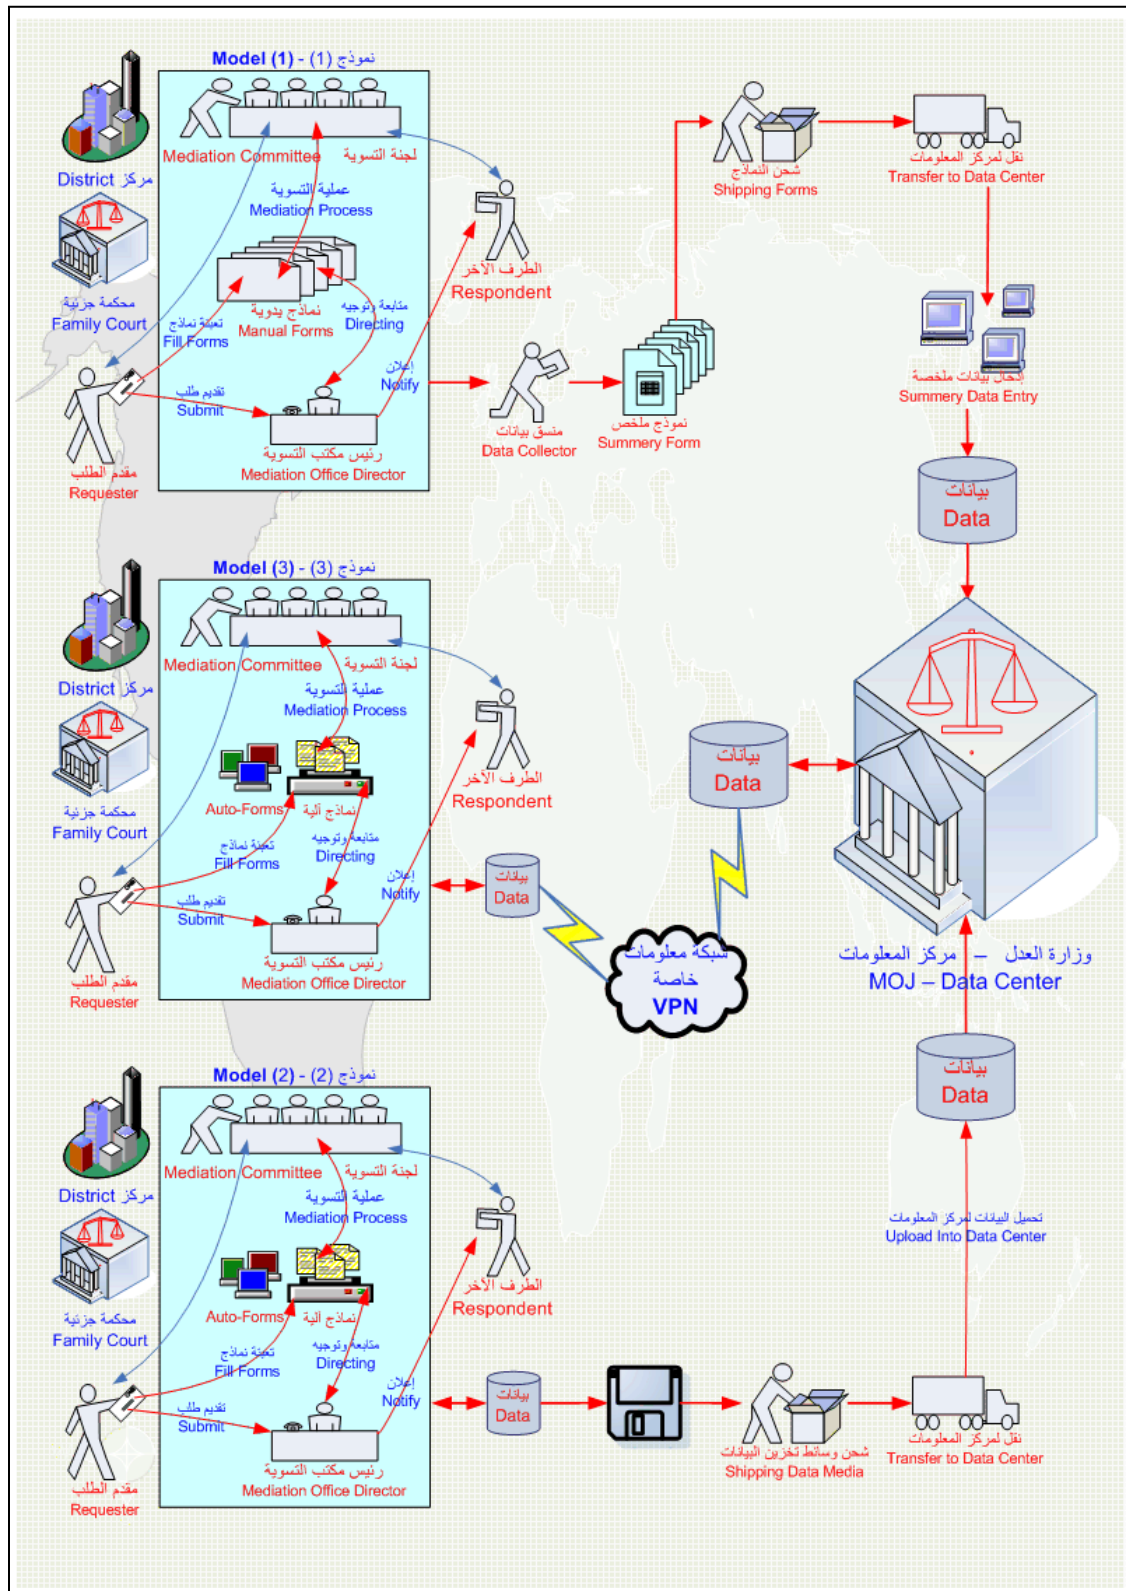 Model (1) - (1) نموذج
Mediation Committee لجنة التسوية
District مركز
عملية التسوية
Mediation Process
محكمة جزئية
Family Court
نماذج يدوية
Manual Forms
تعبئة نماذج
Fill Forms
متابعة وتوجيه
Directing
الطرف الآخر
Respondent
إعلان
Notify
تقديم طلب
Submit
رئيس مكتب التسوية
Mediation Office Director
مقدم الطلب
Requester
منسق بيانات
Data Collector
نموذج ملخص
Summery Form
شحن النماذج
Shipping Forms
نقل لمركز المعلومات
Transfer to Data Center
إدخال بيانات ملخصة
Summery Data Entry
بيانات
Data
Model (3) - (3) نموذج
Mediation Committee لجنة التسوية
District مركز
عملية التسوية
Mediation Process
محكمة جزئية
Family Court
Auto-Forms نماذج آلية
تعبئة نماذج
Fill Forms
متابعة وتوجيه
Directing
الطرف الآخر
Respondent
إعلان
Notify
تقديم طلب
Submit
رئيس مكتب التسوية
Mediation Office Director
مقدم الطلب
Requester
بيانات
Data
شبكة معلومات
خاصة
VPN
بيانات
Data
وزارة العدل – مركز المعلومات
MOJ – Data Center
Model (2) - (2) نموذج
Mediation Committee لجنة التسوية
District مركز
عملية التسوية
Mediation Process
محكمة جزئية
Family Court
Auto-Forms نماذج آلية
تعبئة نماذج
Fill Forms
متابعة وتوجيه
Directing
الطرف الآخر
Respondent
إعلان
Notify
تقديم طلب
Submit
رئيس مكتب التسوية
Mediation Office Director
مقدم الطلب
Requester
بيانات
Data
شحن وسائط تخزين البيانات
Shipping Data Media
نقل لمركز المعلومات
Transfer to Data Center
تحميل البيانات لمركز المعلومات
Upload Into Data Center
بيانات
Data